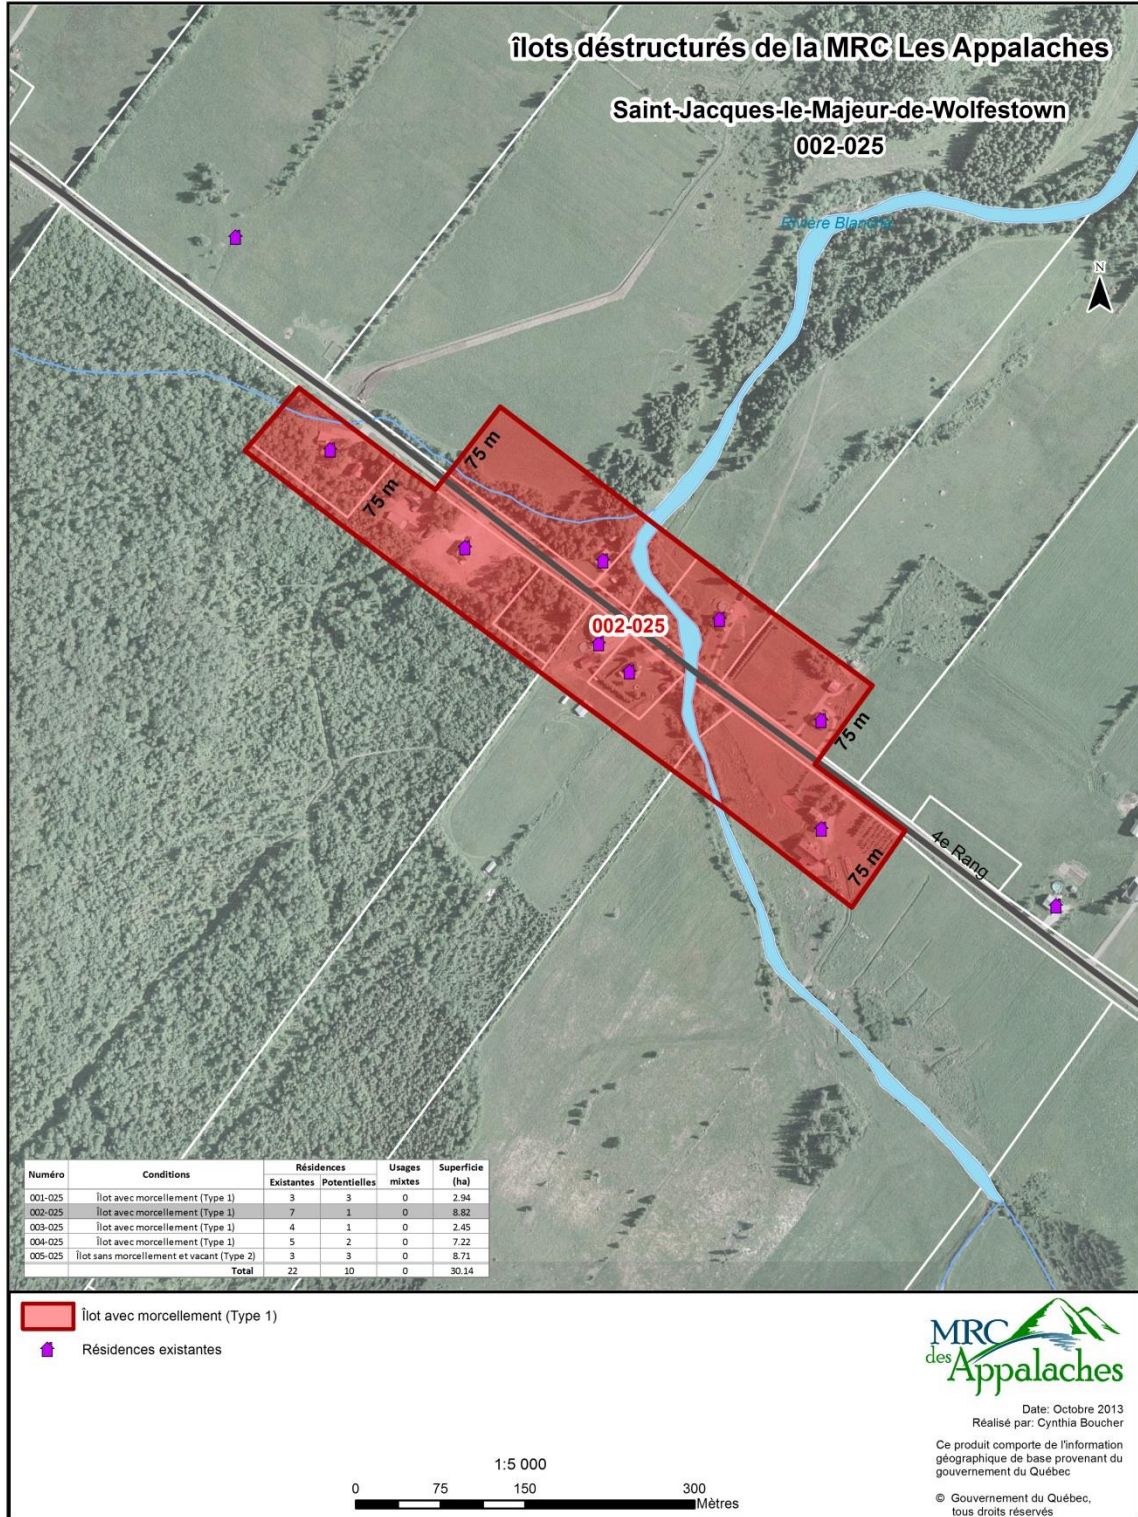 îlots déstructurés de la MRC Les Appalaches
Saint-Jacques-le-Majeur-de-Wolfestown
002-025
Rivière Blanche
N
75 m
75 m
002-025
75 m
75 m
4e Rang
Numéro Conditions Résidences Usages mixtes Superficie (ha)
Existantes Potentielles
001-025 Îlot avec morcellement (Type 1) 3 3 0 2.94
002-025 Îlot avec morcellement (Type 1) 7 1 0 8.82
003-025 Îlot avec morcellement (Type 1) 4 1 0 2.45
004-025 Îlot avec morcellement (Type 1) 5 2 0 7.22
005-025 Îlot sans morcellement et vacant (Type 2) 3 3 0 8.71
Total 22 10 0 30.14
Îlot avec morcellement (Type 1)
Résidences existantes
MRC
des Appalaches
Date: Octobre 2013
Réalisé par: Cynthia Boucher
Ce produit comporte de l'information
géographique de base provenant du
gouvernement du Québec
© Gouvernement du Québec,
tous droits réservés
1:5 000
0 75 150 300
Mètres